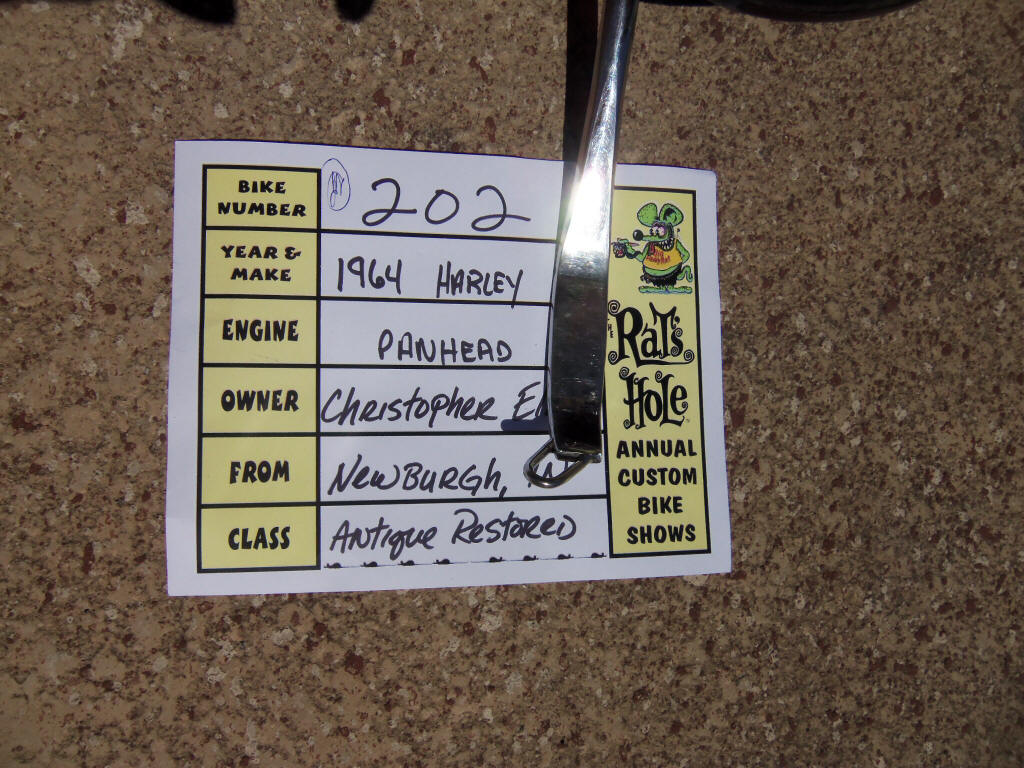 BIKE NUMBER 202
YEAR & MAKE 1964 HARLEY
ENGINE PANHEAD
OWNER Christopher
FROM NewBURGH,
CLASS Antique Restored
THE
RAT'S
HOLE
ANNUAL
CUSTOM
BIKE
SHOWS